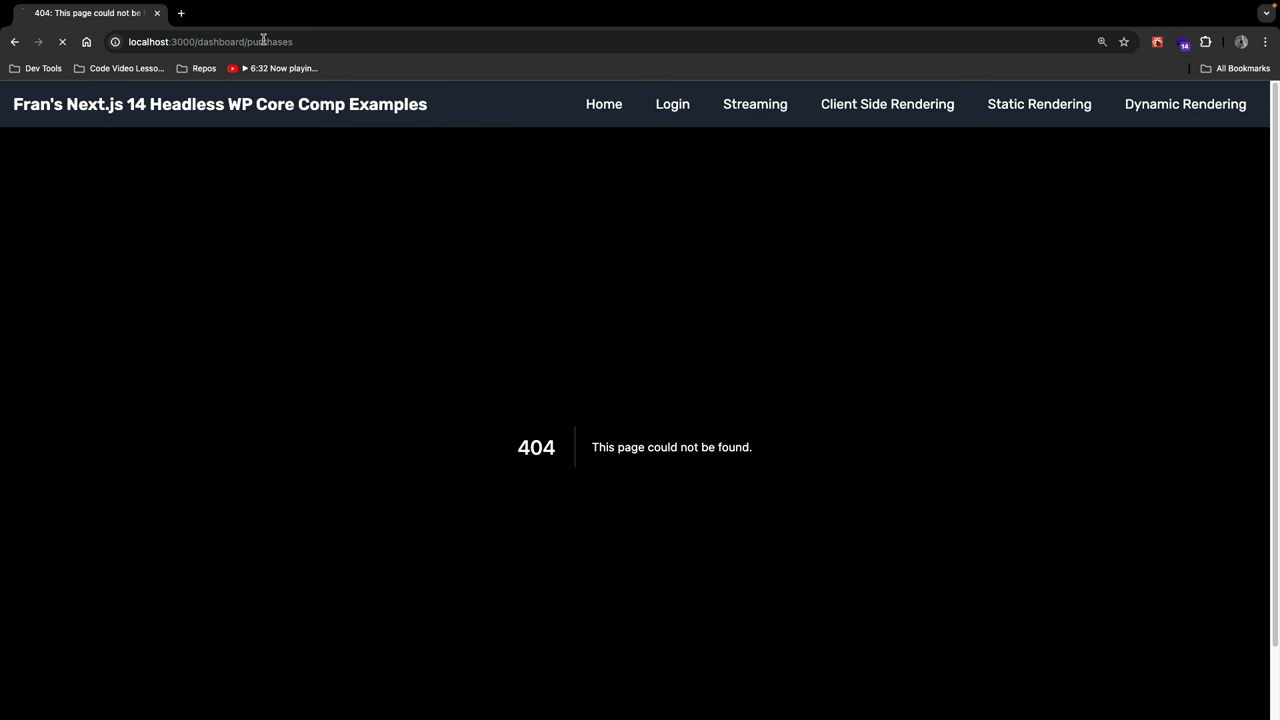 404: This page could not be
localhost:3000/dashboard/purchases
14
Dev Tools
Code Video Lesso...
Repos
6:32 Now playin...
All Bookmarks
Fran's Next.js 14 Headless WP Core Comp Examples
Home
Login
Streaming
Client Side Rendering
Static Rendering
Dynamic Rendering
404
This page could not be found.